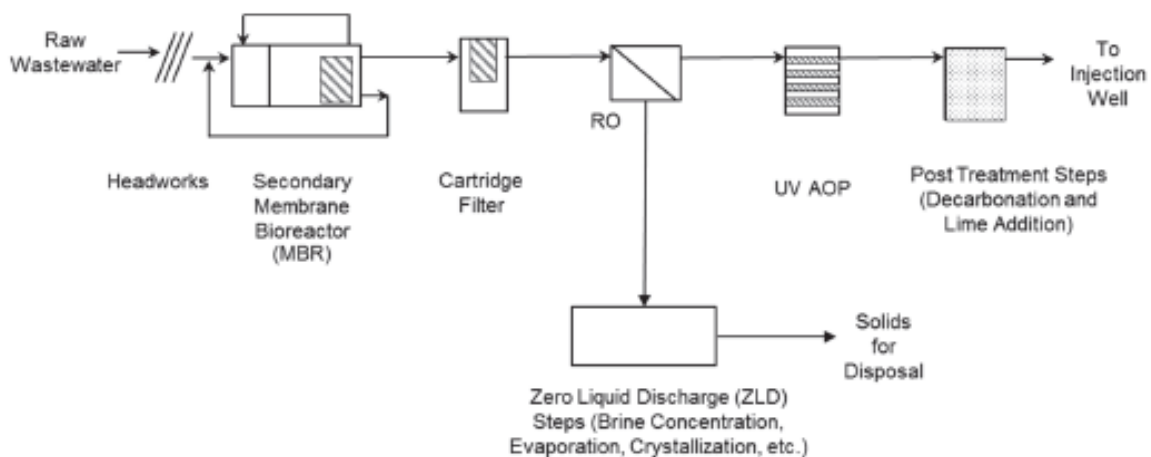 Raw
Wastewater
Headworks
Secondary
Membrane
Bioreactor
(MBR)
Cartridge
Filter
RO
UV AOP
Post Treatment Steps
(Decarbonation and
Lime Addition)
To
Injection
Well
Zero Liquid Discharge (ZLD)
Steps (Brine Concentration,
Evaporation, Crystallization, etc.)
Solids
for
Disposal